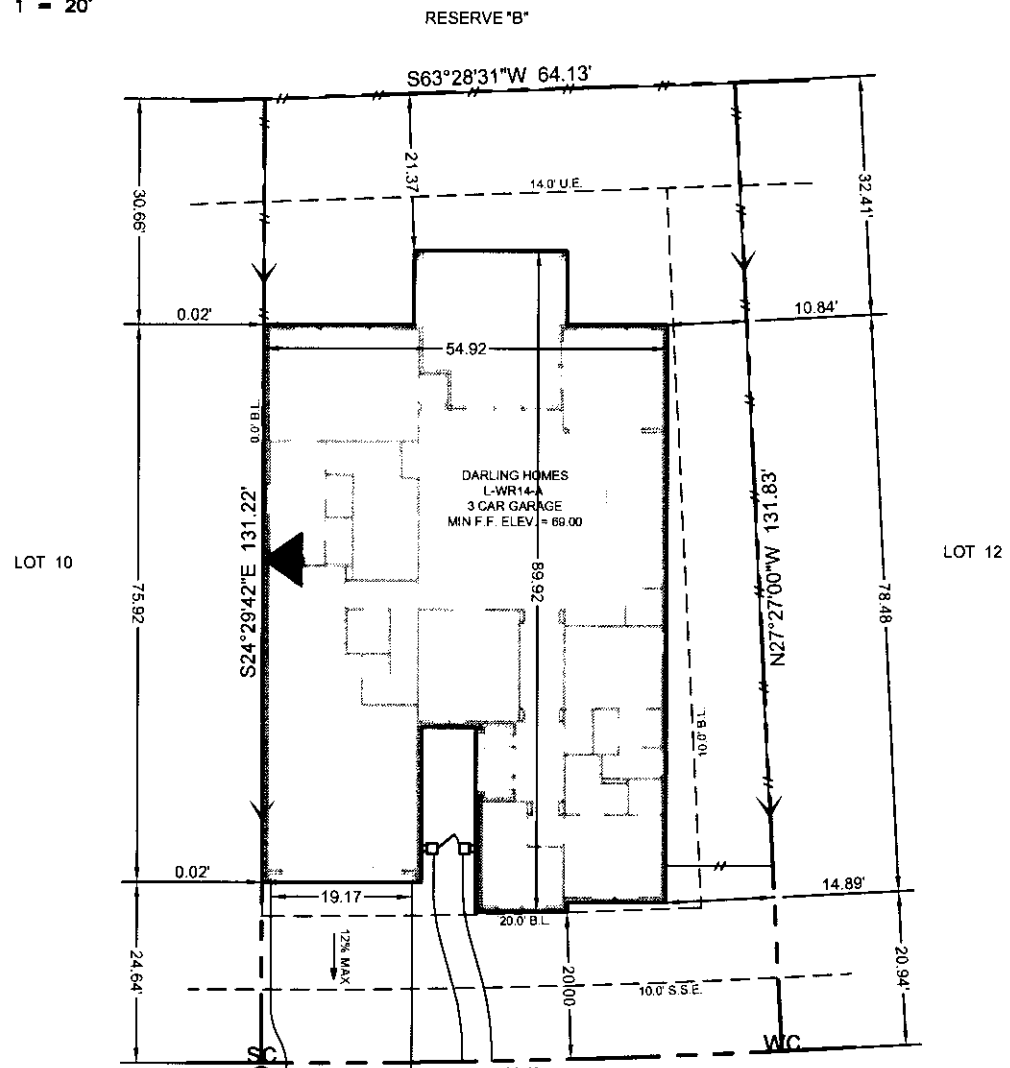 1 = 20'
RESERVE "B"
S63°28'31"W 64.13'
30.66'
21.37
14.0' U.E.
32.41'
0.02'
10.84'
54.92
0.0' B.L.
DARLING HOMES
L-WR14-A
3 CAR GARAGE
MIN F.F. ELEV. = 69.00
S24°29'42"E 131.22'
N27°27'00"W 131.83'
LOT 10
LOT 12
75.92
89.92
78.48
10.0' B.L.
0.02'
19.17
14.89'
20.0' B.L.
24.64'
12% MAX
20.00
20.94'
10.0' S.S.E.
SC
WC